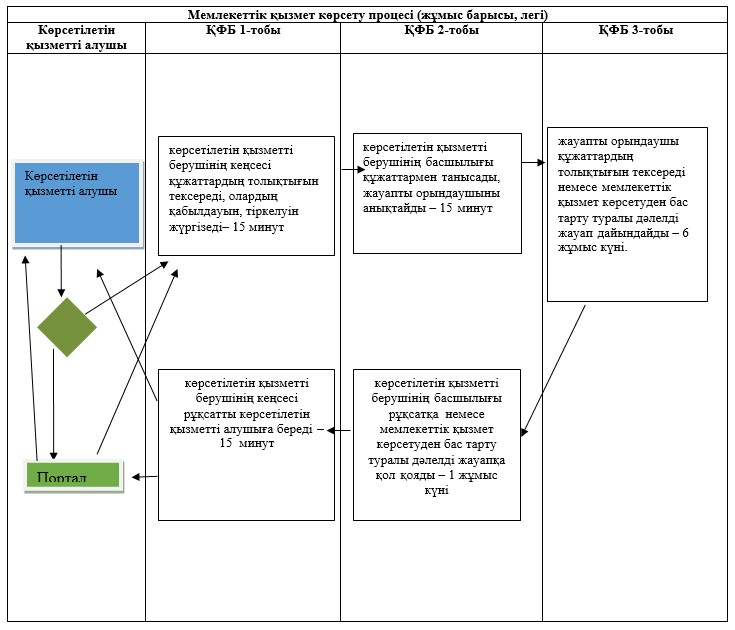 Мемлекеттік қызмет көрсету процесі (жұмыс барысы, легі)
Көрсетілетін
қызметті алушы
ҚФБ 1-тобы
ҚФБ 2-тобы
ҚФБ 3-тобы
Көрсетілетін
қызметті алушы
көрсетілетін қызметті
берушінің кеңсесі
құжаттардың толықтығын
тексереді, олардың
қабылдауын, тіркелуін
жүргізеді– 15 минут
көрсетілетін қызметті
берушінің басшылығы
құжаттармен танысады,
жауапты орындаушыны
анықтайды – 15 минут
жауапты орындаушы
құжаттардың
толықтығын тексереді
немесе мемлекеттік
қызмет көрсетуден бас
тарту туралы дәлелді
жауап дайындайды – 6
жұмыс күні.
Портал
көрсетілетін қызметті
берушінің кеңсесі
рұқсатты көрсетілетін
қызметті алушыға береді –
15 минут
көрсетілетін қызметті
берушінің басшылығы
рұқсатқа немесе
мемлекеттік қызмет
көрсетуден бас тарту
туралы дәлелді жауапқа
қол қояды – 1 жұмыс
күні